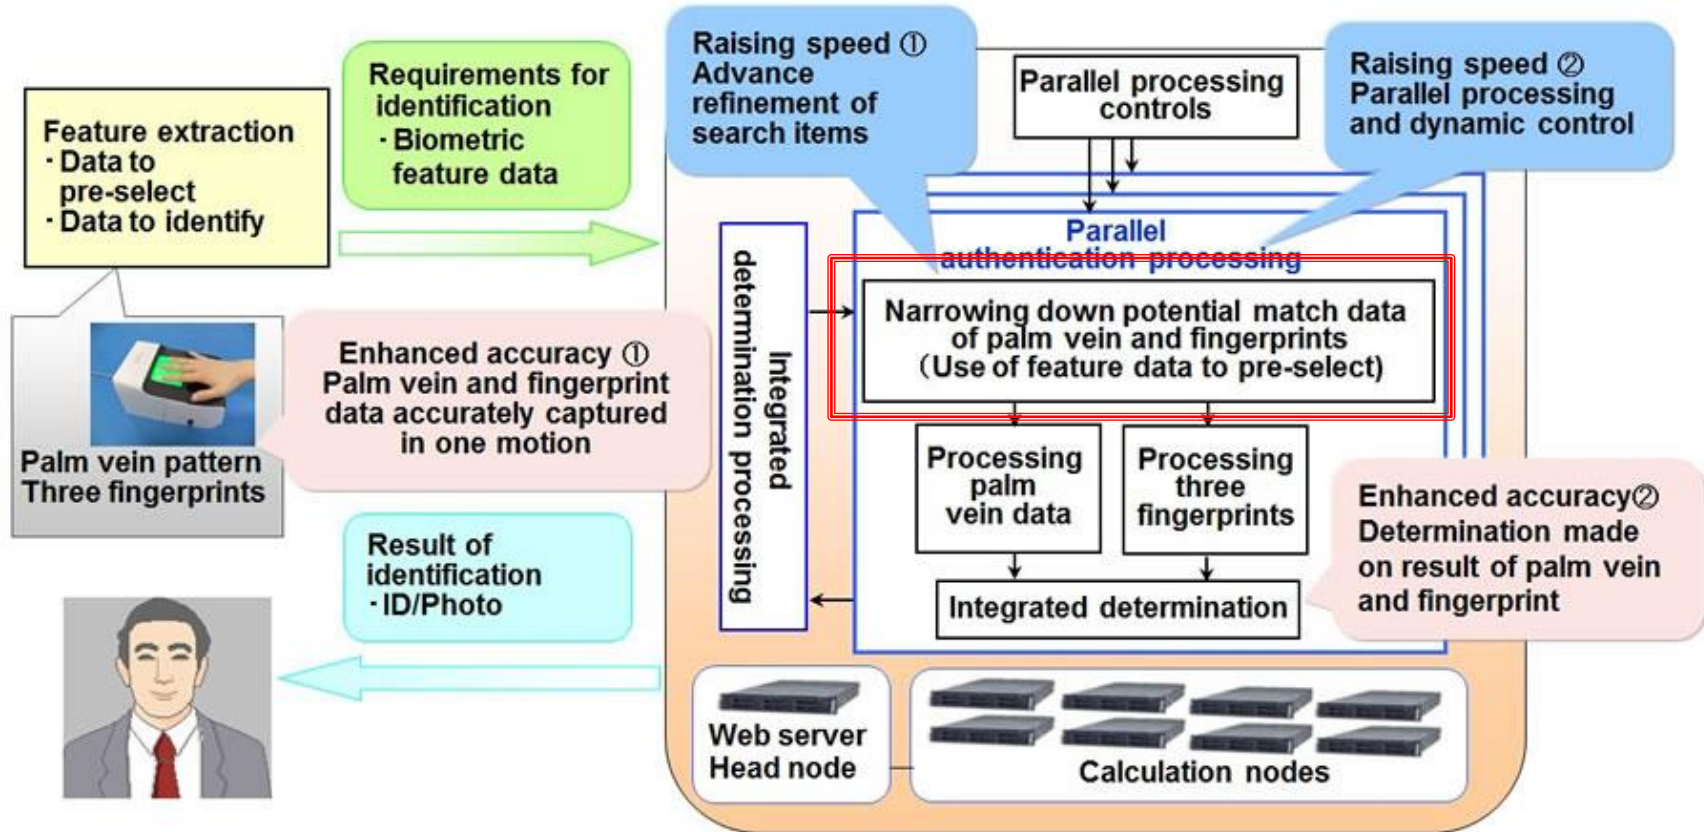 Feature extraction
・Data to
pre-select
・Data to identify
Requirements for
identification
・Biometric
feature data
Palm vein pattern
Three fingerprints
Enhanced accuracy ①
Palm vein and fingerprint
data accurately captured
in one motion
Result of
identification
・ID/Photo
Raising speed ①
Advance
refinement of
search items
Parallel processing
controls
Raising speed ②
Parallel processing
and dynamic control
Integrated
determination processing
Parallel
authentication processing
Narrowing down potential match data
of palm vein and fingerprints
(Use of feature data to pre-select)
Processing
palm
vein data
Processing
three
fingerprints
Integrated determination
Enhanced accuracy②
Determination made
on result of palm vein
and fingerprint
Web server
Head node
Calculation nodes